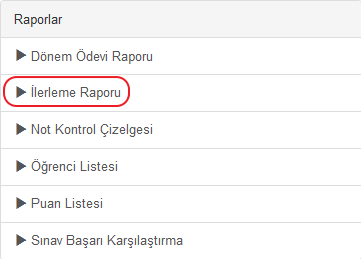 Raporlar
Dönem Ödevi Raporu
İlerleme Raporu
Not Kontrol Çizelgesi
Öğrenci Listesi
Puan Listesi
Sınav Başarı Karşılaştırma